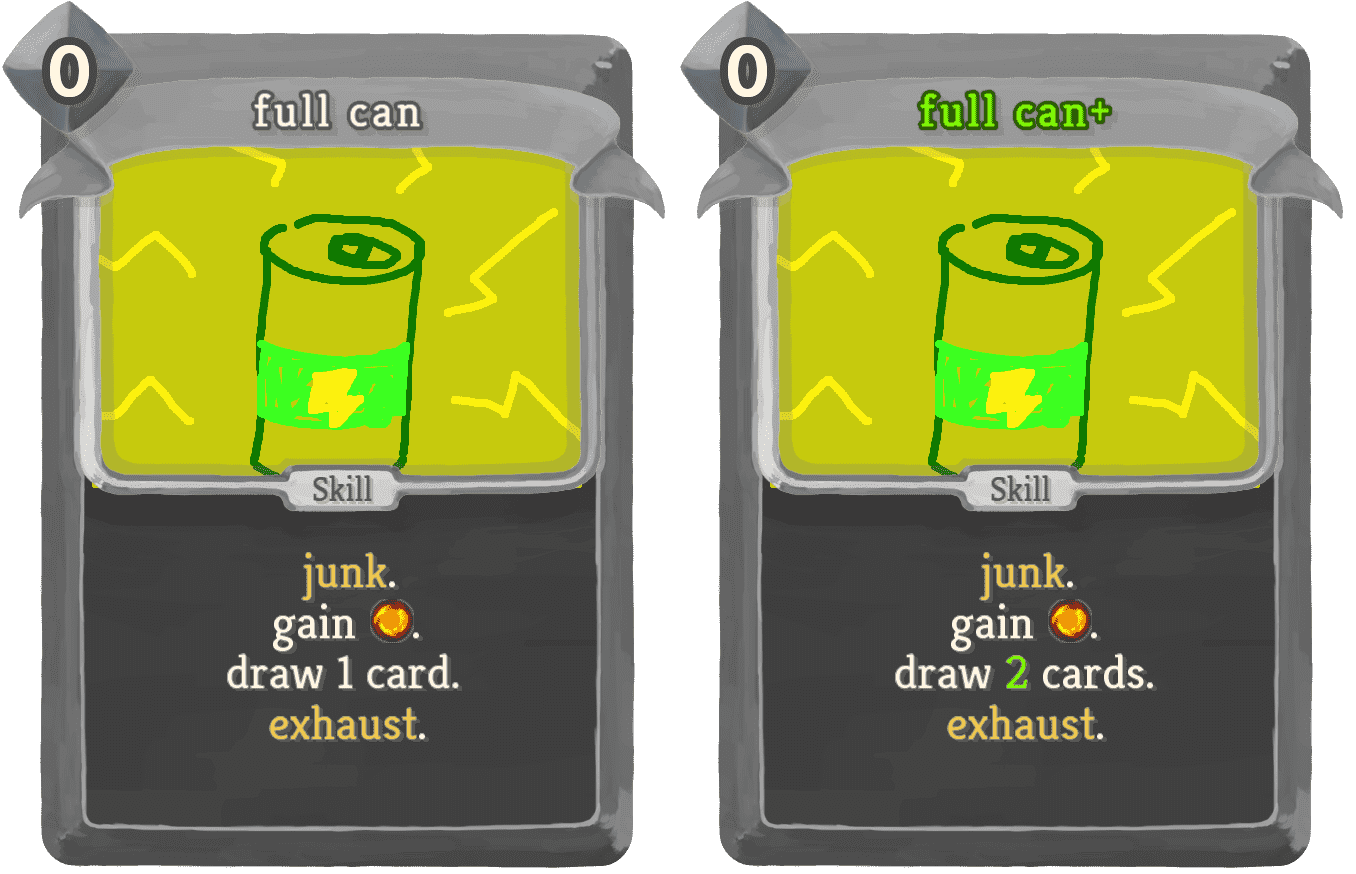 0
full can
Skill
junk.
gain .
draw 1 card.
exhaust.
0
full can+
Skill
junk.
gain .
draw 2 cards.
exhaust.